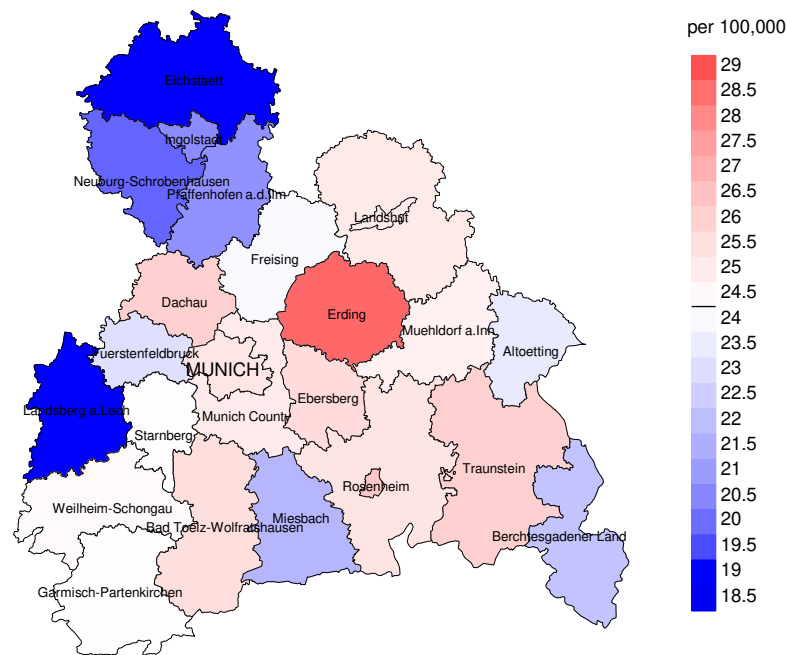 per 100,000
29
28.5
28
27.5
27
26.5
26
25.5
25
24.5
24
23.5
23
22.5
22
21.5
21
20.5
20
19.5
19
18.5
Eichstaett
Ingolstadt
Neuburg-Schrobenhausen
Pfaffenhofen a.d.Ilm
Landshut
Freising
Dachau
Erding
Muehldorf a.Inn
Altoetting
Fuerstenfeldbruck
MUNICH
Ebersberg
Landsberg a.Lech
Munich County
Starnberg
Traunstein
Rosenheim
Weilheim-Schongau
Miesbach
Bad Toelz-Wolfratshausen
Berchtesgadener Land
Garmisch-Partenkirchen